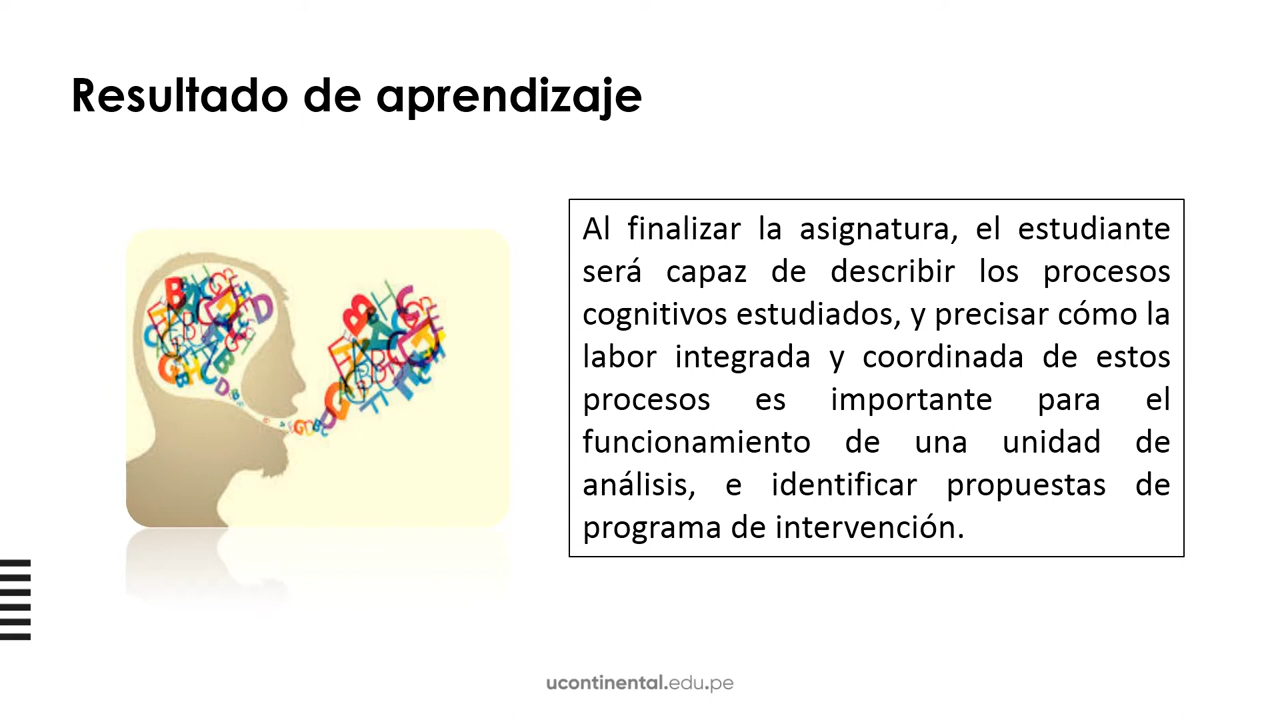 Resultado de aprendizaje
Al finalizar la asignatura, el estudiante
será capaz de describir los procesos
cognitivos estudiados, y precisar cómo la
labor integrada y coordinada de estos
procesos es importante para el
funcionamiento de una unidad de
análisis, e identificar propuestas de
programa de intervención.
ucontinental.edu.pe